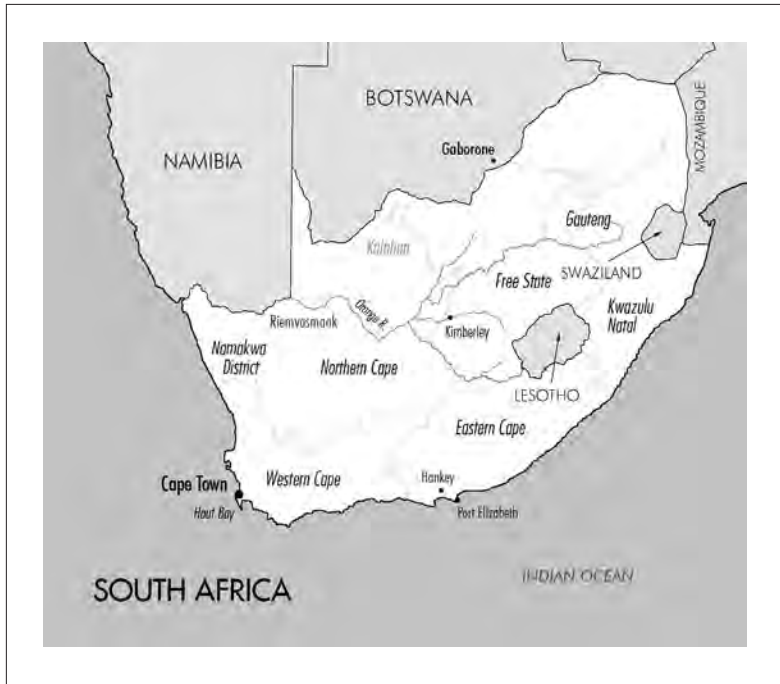 BOTSWANA
MOZAMBIQUE
Gaborone
NAMIBIA
Gauteng
Kalahari
SWAZILAND
Free State
Kwazulu
Natal
Orange R.
Riemvasmaak
Kimberley
Namakwa
District
Northern Cape
LESOTHO
Eastern Cape
Hankey
Western Cape
Cape Town
Hout Bay
Port Elizabeth
SOUTH AFRICA
INDIAN OCEAN